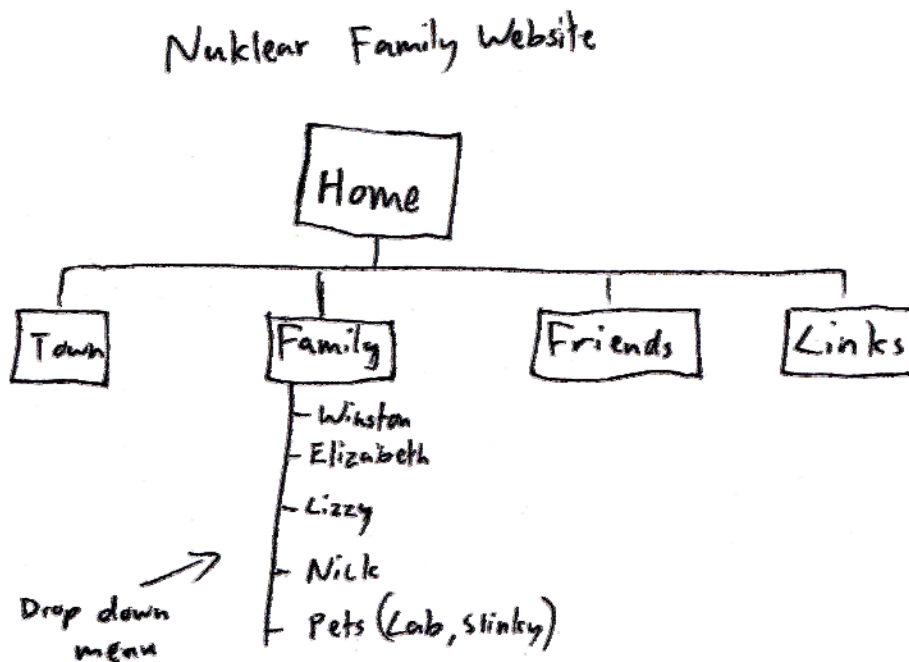 Nuklear Family Website
Home
Town
Family
Friends
Links
Winston
Elizabeth
Lizzy
Nick
Pets (Lab, Slinky)
Drop down
menu